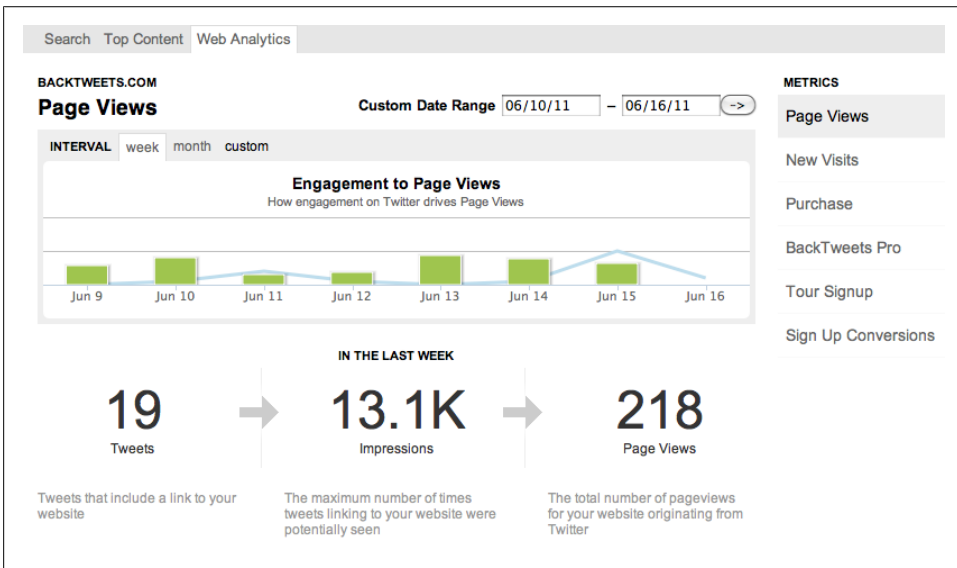 Search Top Content Web Analytics
BACKTWEETS.COM
Page Views
Custom Date Range 06/10/11 – 06/16/11 ->
INTERVAL week month custom
Engagement to Page Views
How engagement on Twitter drives Page Views
Jun 9 Jun 10 Jun 11 Jun 12 Jun 13 Jun 14 Jun 15 Jun 16
IN THE LAST WEEK
19
Tweets
Tweets that include a link to your
website
13.1K
Impressions
The maximum number of times
tweets linking to your website were
potentially seen
218
Page Views
The total number of pageviews
for your website originating from
Twitter
METRICS
Page Views
New Visits
Purchase
BackTweets Pro
Tour Signup
Sign Up Conversions